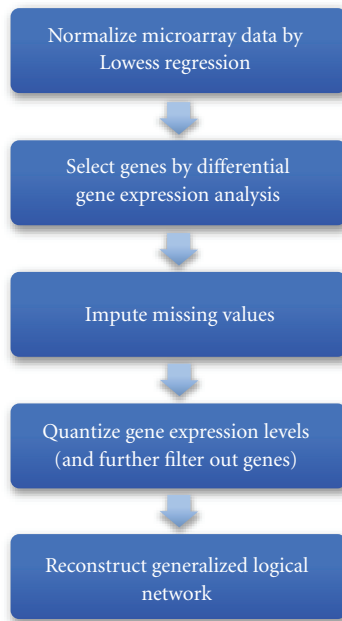 Normalize microarray data by
Lowess regression
Select genes by differential
gene expression analysis
Impute missing values
Quantize gene expression levels
(and further filter out genes)
Reconstruct generalized logical
network